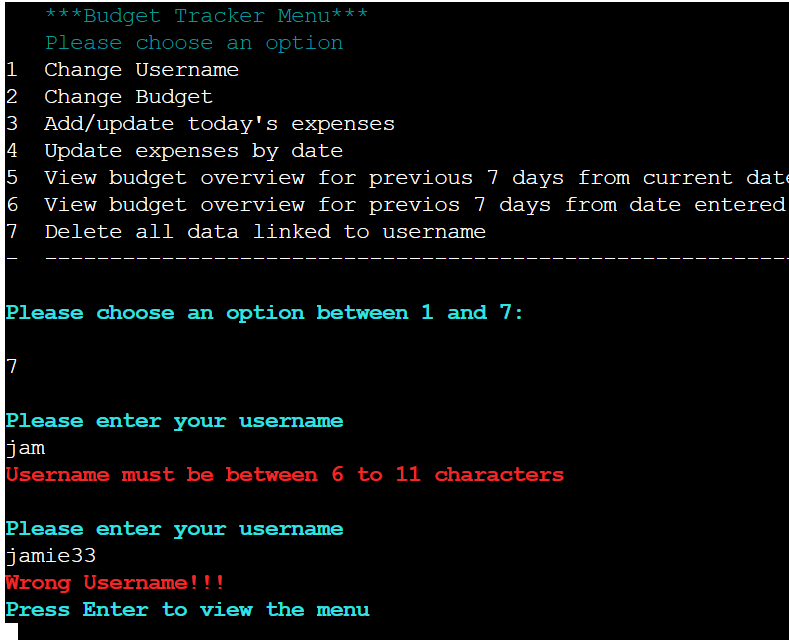 ***Budget Tracker Menu***
Please choose an option
1 Change Username
2 Change Budget
3 Add/update today's expenses
4 Update expenses by date
5 View budget overview for previous 7 days from current date
6 View budget overview for previos 7 days from date entered
7 Delete all data linked to username
- ----------------------------------------------------------
Please choose an option between 1 and 7:
7
Please enter your username
jam
Username must be between 6 to 11 characters
Please enter your username
jamie33
Wrong Username!!!
Press Enter to view the menu